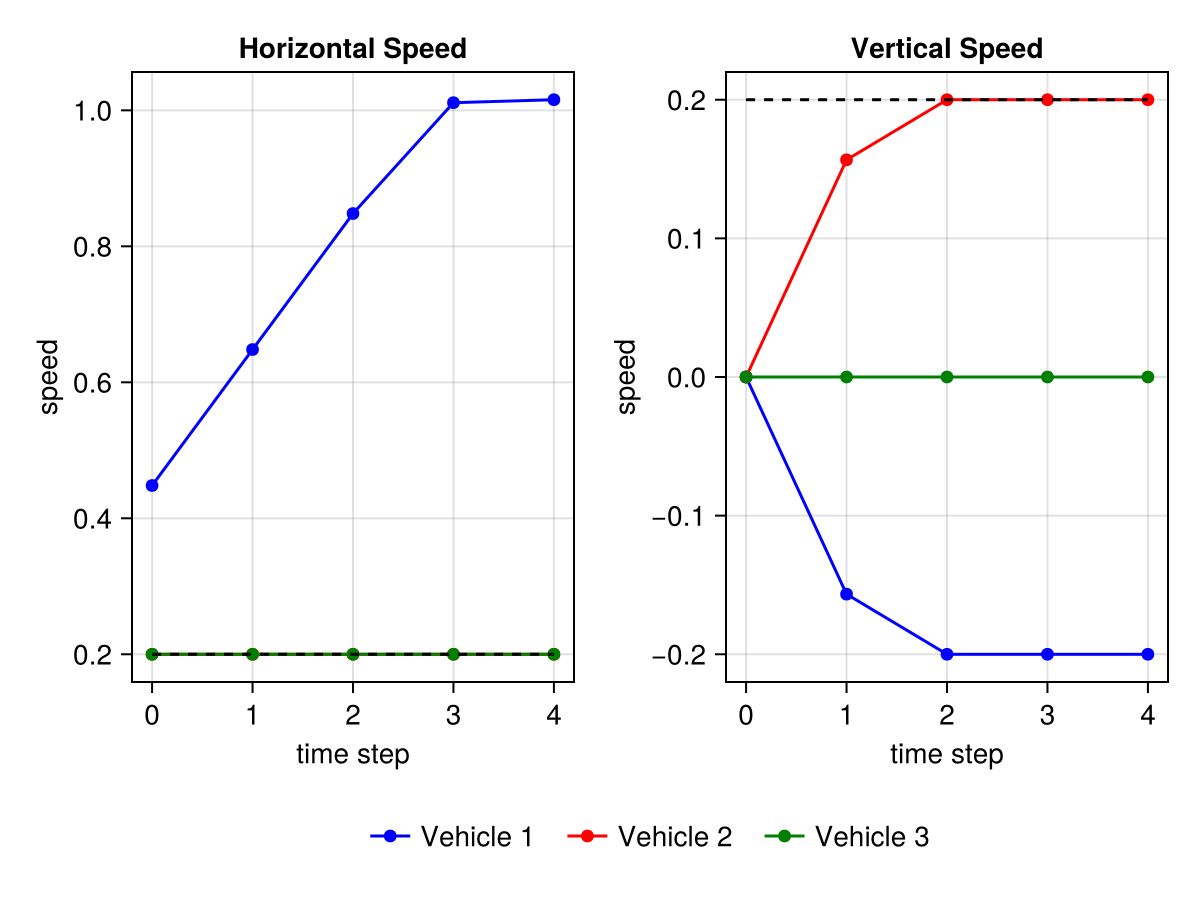 Horizontal Speed
1.0
0.8
0.6
0.4
0.2
speed
0 1 2 3 4
time step
Vertical Speed
0.2
0.1
0.0
−0.1
−0.2
speed
0 1 2 3 4
time step
Vehicle 1 Vehicle 2 Vehicle 3